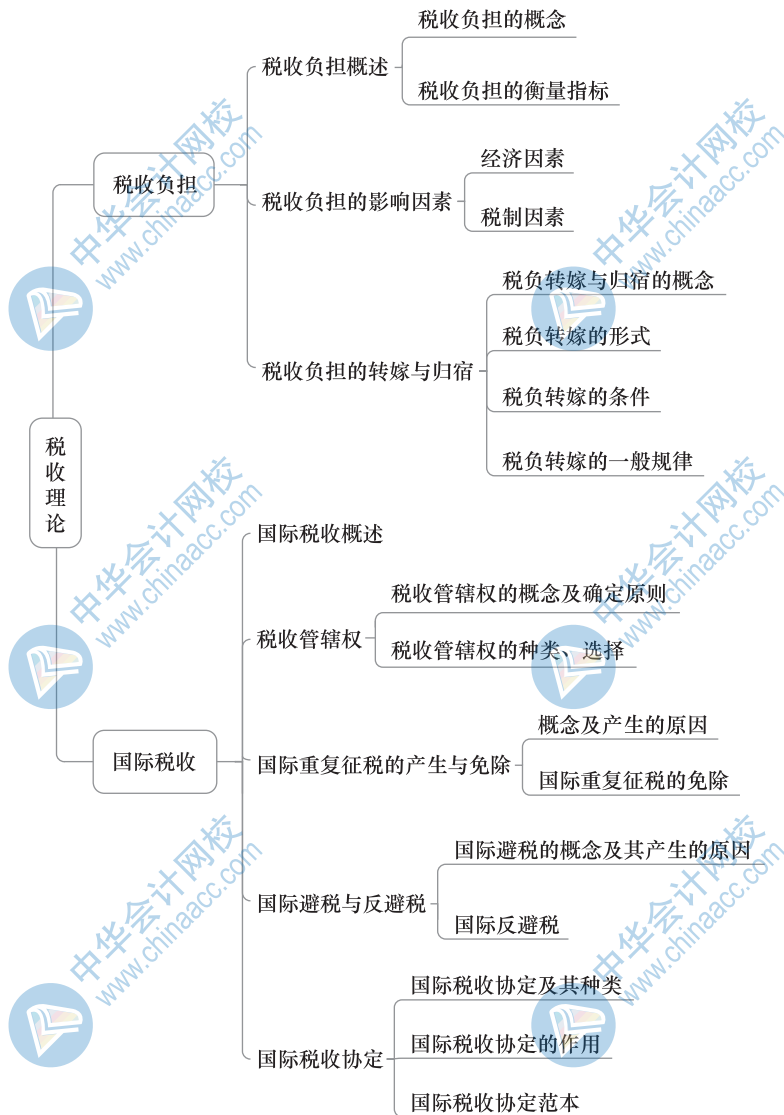 税收理论
税收负担
税收负担概述
税收负担的概念
税收负担的衡量指标
税收负担的影响因素
经济因素
税制因素
税收负担的转嫁与归宿
税负转嫁与归宿的概念
税负转嫁的形式
税负转嫁的条件
税负转嫁的一般规律
国际税收
国际税收概述
税收管辖权
税收管辖权的概念及确定原则
税收管辖权的种类、选择
国际重复征税的产生与免除
概念及产生的原因
国际重复征税的免除
国际避税与反避税
国际避税的概念及其产生的原因
国际反避税
国际税收协定
国际税收协定及其种类
国际税收协定的作用
国际税收协定范本
中华会计网校
www.chinaacc.com
中华会计网校
www.chinaacc.com
中华会计网校
www.chinaacc.com
中华会计网校
www.chinaacc.com
中华会计网校
www.chinaacc.com
中华会计网校
www.chinaacc.com